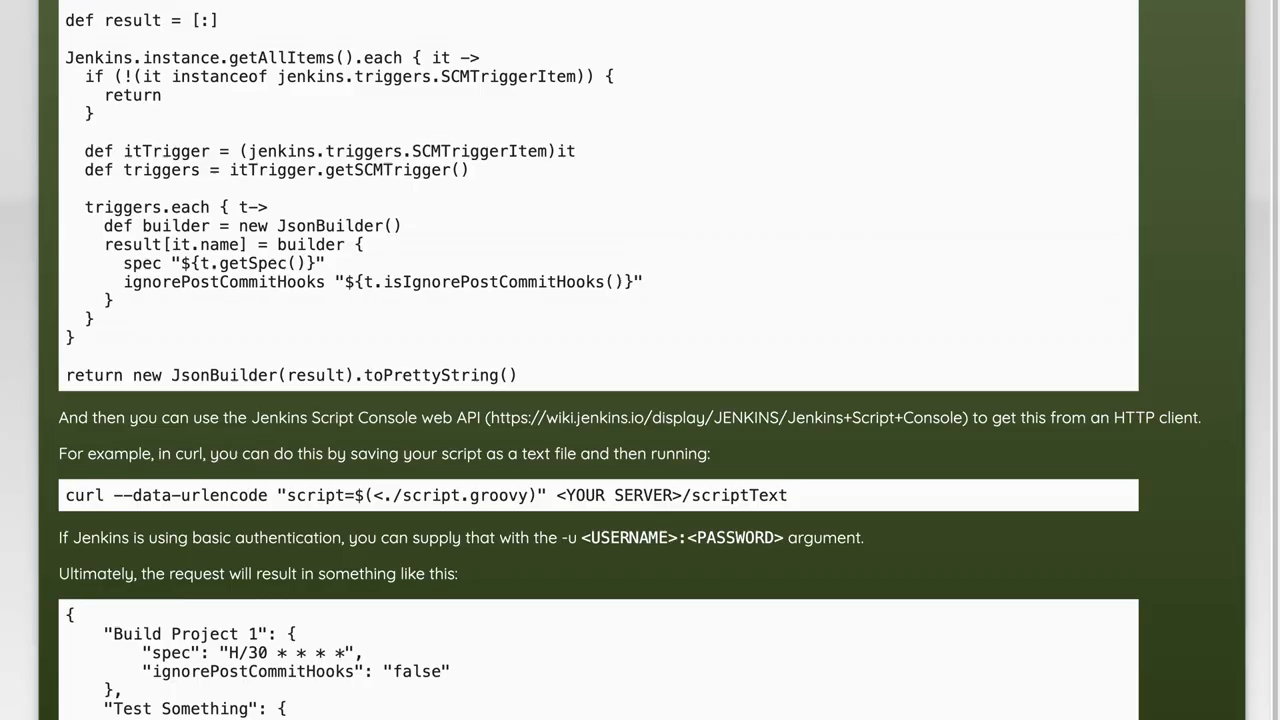 def result = [:]
Jenkins.instance.getAllItems().each { it ->
  if (!(it instanceof jenkins.triggers.SCMTriggerItem)) {
    return
  }
  def itTrigger = (jenkins.triggers.SCMTriggerItem)it
  def triggers = itTrigger.getSCMTrigger()
  triggers.each { t->
    def builder = new JsonBuilder()
    result[it.name] = builder {
      spec "${t.getSpec()}"
      ignorePostCommitHooks "${t.isIgnorePostCommitHooks()}"
    }
  }
}
return new JsonBuilder(result).toPrettyString()
And then you can use the Jenkins Script Console web API (https://wiki.jenkins.io/display/JENKINS/Jenkins+Script+Console) to get this from an HTTP client.
For example, in curl, you can do this by saving your script as a text file and then running:
curl --data-urlencode "script=$(<./script.groovy)" <YOUR SERVER>/scriptText
If Jenkins is using basic authentication, you can supply that with the -u <USERNAME>:<PASSWORD> argument.
Ultimately, the request will result in something like this:
{
    "Build Project 1": {
        "spec": "H/30 * * * *",
        "ignorePostCommitHooks": "false"
    },
    "Test Something": {